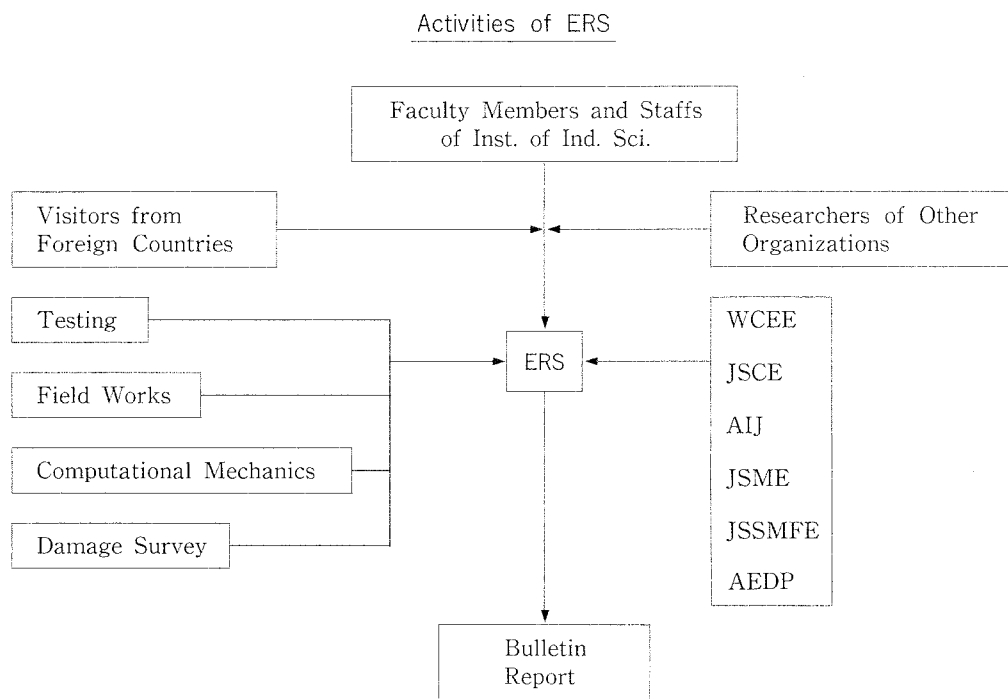 Activities of ERS
Faculty Members and Staffs
of Inst. of Ind. Sci.
Visitors from
Foreign Countries
Researchers of Other
Organizations
Testing
Field Works
Computational Mechanics
Damage Survey
ERS
WCEE
JSCE
AIJ
JSME
JSSMFE
AEDP
Bulletin
Report